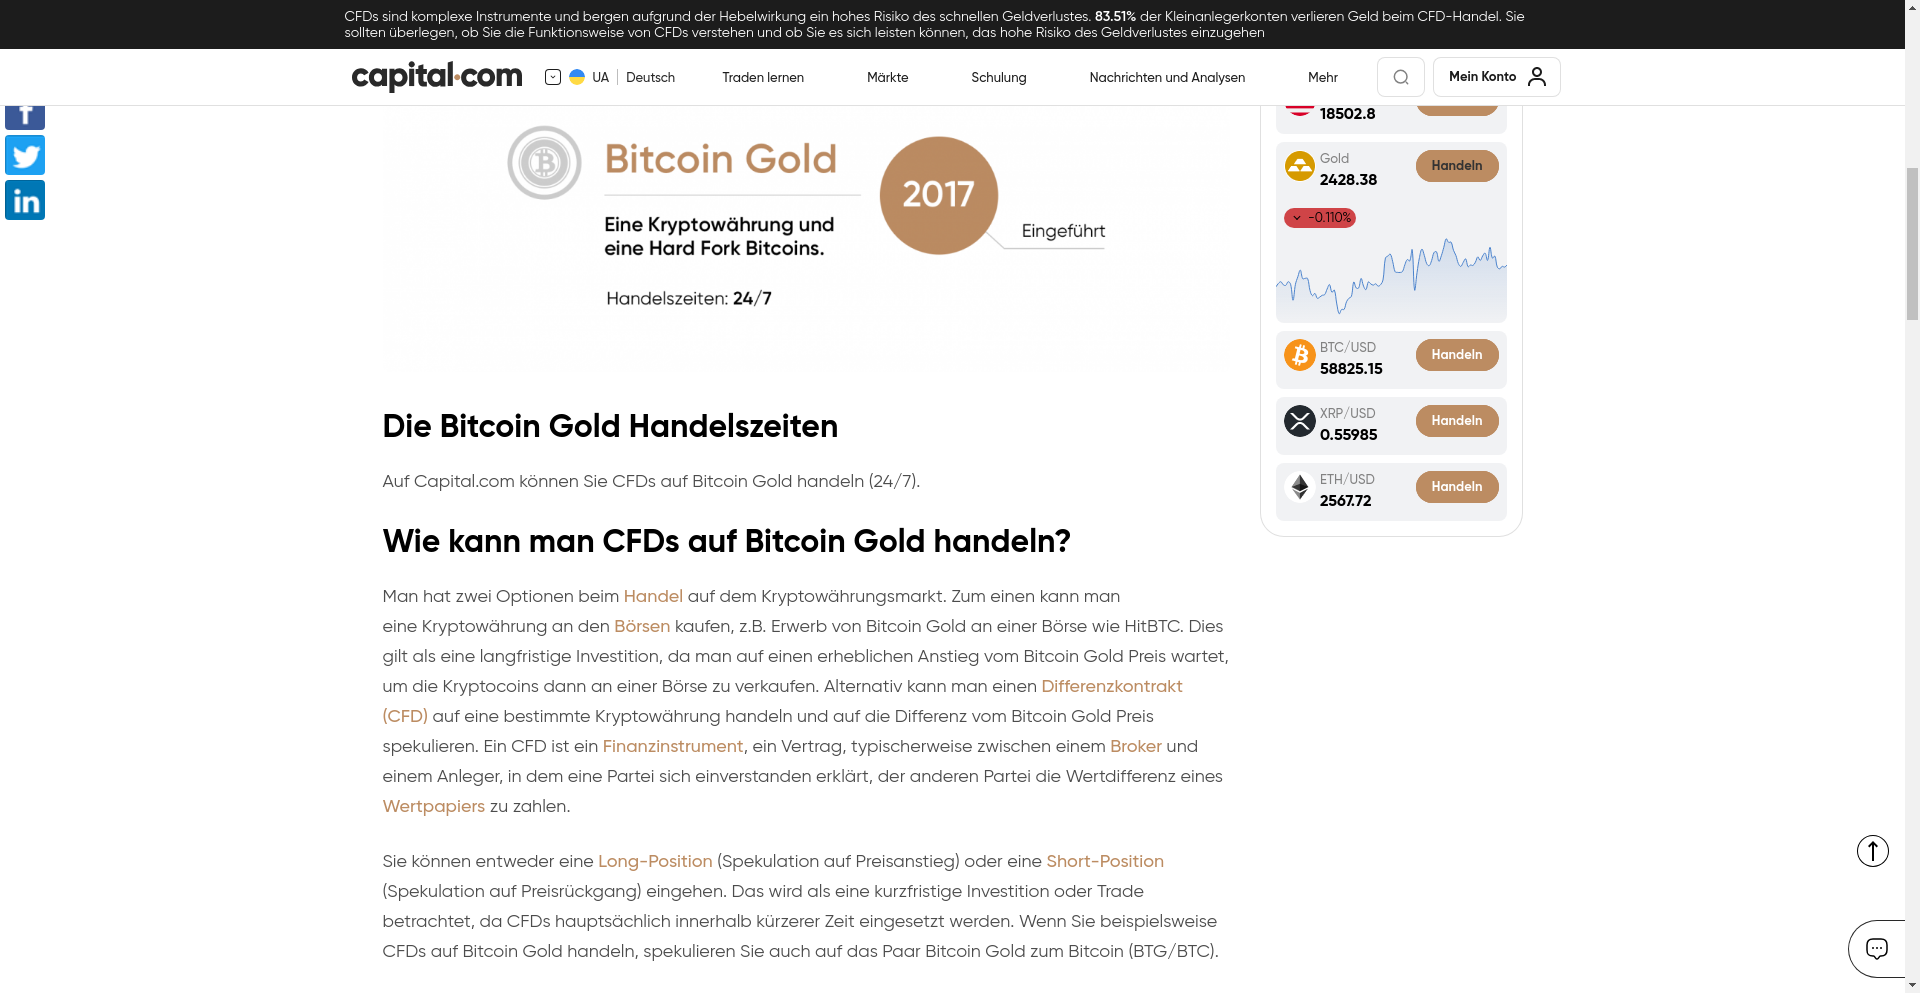 CFDs sind komplexe Instrumente und bergen aufgrund der Hebelwirkung ein hohes Risiko des schnellen Geldverlustes. 83.51% der Kleinanlegerkonten verlieren Geld beim CFD-Handel. Sie
sollten überlegen, ob Sie die Funktionsweise von CFDs verstehen und ob Sie es sich leisten können, das hohe Risiko des Geldverlustes einzugehen
capital.com
UA
Deutsch
Traden lernen
Märkte
Schulung
Nachrichten und Analysen
Mehr
Mein Konto
Bitcoin Gold
Eine Kryptowährung und
eine Hard Fork Bitcoins.
Handelszeiten: 24/7
2017
Eingeführt
Die Bitcoin Gold Handelszeiten
Auf Capital.com können Sie CFDs auf Bitcoin Gold handeln (24/7).
Wie kann man CFDs auf Bitcoin Gold handeln?
Man hat zwei Optionen beim Handel auf dem Kryptowährungsmarkt. Zum einen kann man
eine Kryptowährung an den Börsen kaufen, z.B. Erwerb von Bitcoin Gold an einer Börse wie HitBTC. Dies
gilt als eine langfristige Investition, da man auf einen erheblichen Anstieg vom Bitcoin Gold Preis wartet,
um die Kryptocoins dann an einer Börse zu verkaufen. Alternativ kann man einen Differenzkontrakt
(CFD) auf eine bestimmte Kryptowährung handeln und auf die Differenz vom Bitcoin Gold Preis
spekulieren. Ein CFD ist ein Finanzinstrument, ein Vertrag, typischerweise zwischen einem Broker und
einem Anleger, in dem eine Partei sich einverstanden erklärt, der anderen Partei die Wertdifferenz eines
Wertpapiers zu zahlen.
Sie können entweder eine Long-Position (Spekulation auf Preisanstieg) oder eine Short-Position
(Spekulation auf Preisrückgang) eingehen. Das wird als eine kurzfristige Investition oder Trade
betrachtet, da CFDs hauptsächlich innerhalb kürzerer Zeit eingesetzt werden. Wenn Sie beispielsweise
CFDs auf Bitcoin Gold handeln, spekulieren Sie auch auf das Paar Bitcoin Gold zum Bitcoin (BTG/BTC).
18502.8
Gold
2428.38
Handeln
-0.110%
BTC/USD
58825.15
Handeln
XRP/USD
0.55985
Handeln
ETH/USD
2567.72
Handeln